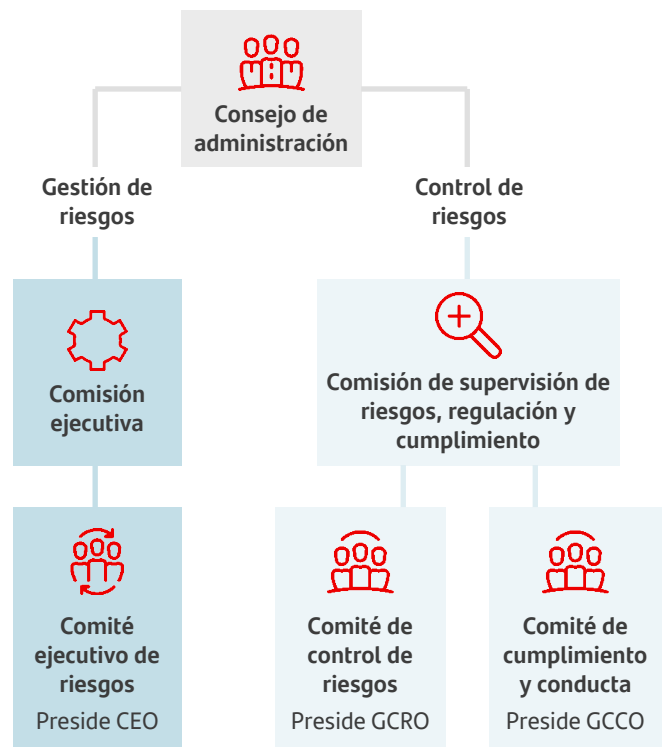 Consejo de
administración
Gestión de
riesgos
Control de
riesgos
Comisión
ejecutiva
Comisión de supervisión de
riesgos, regulación y
cumplimiento
Comité
ejecutivo de
riesgos
Preside CEO
Comité de
control de
riesgos
Preside GCRO
Comité de
cumplimiento
y conducta
Preside GCCO